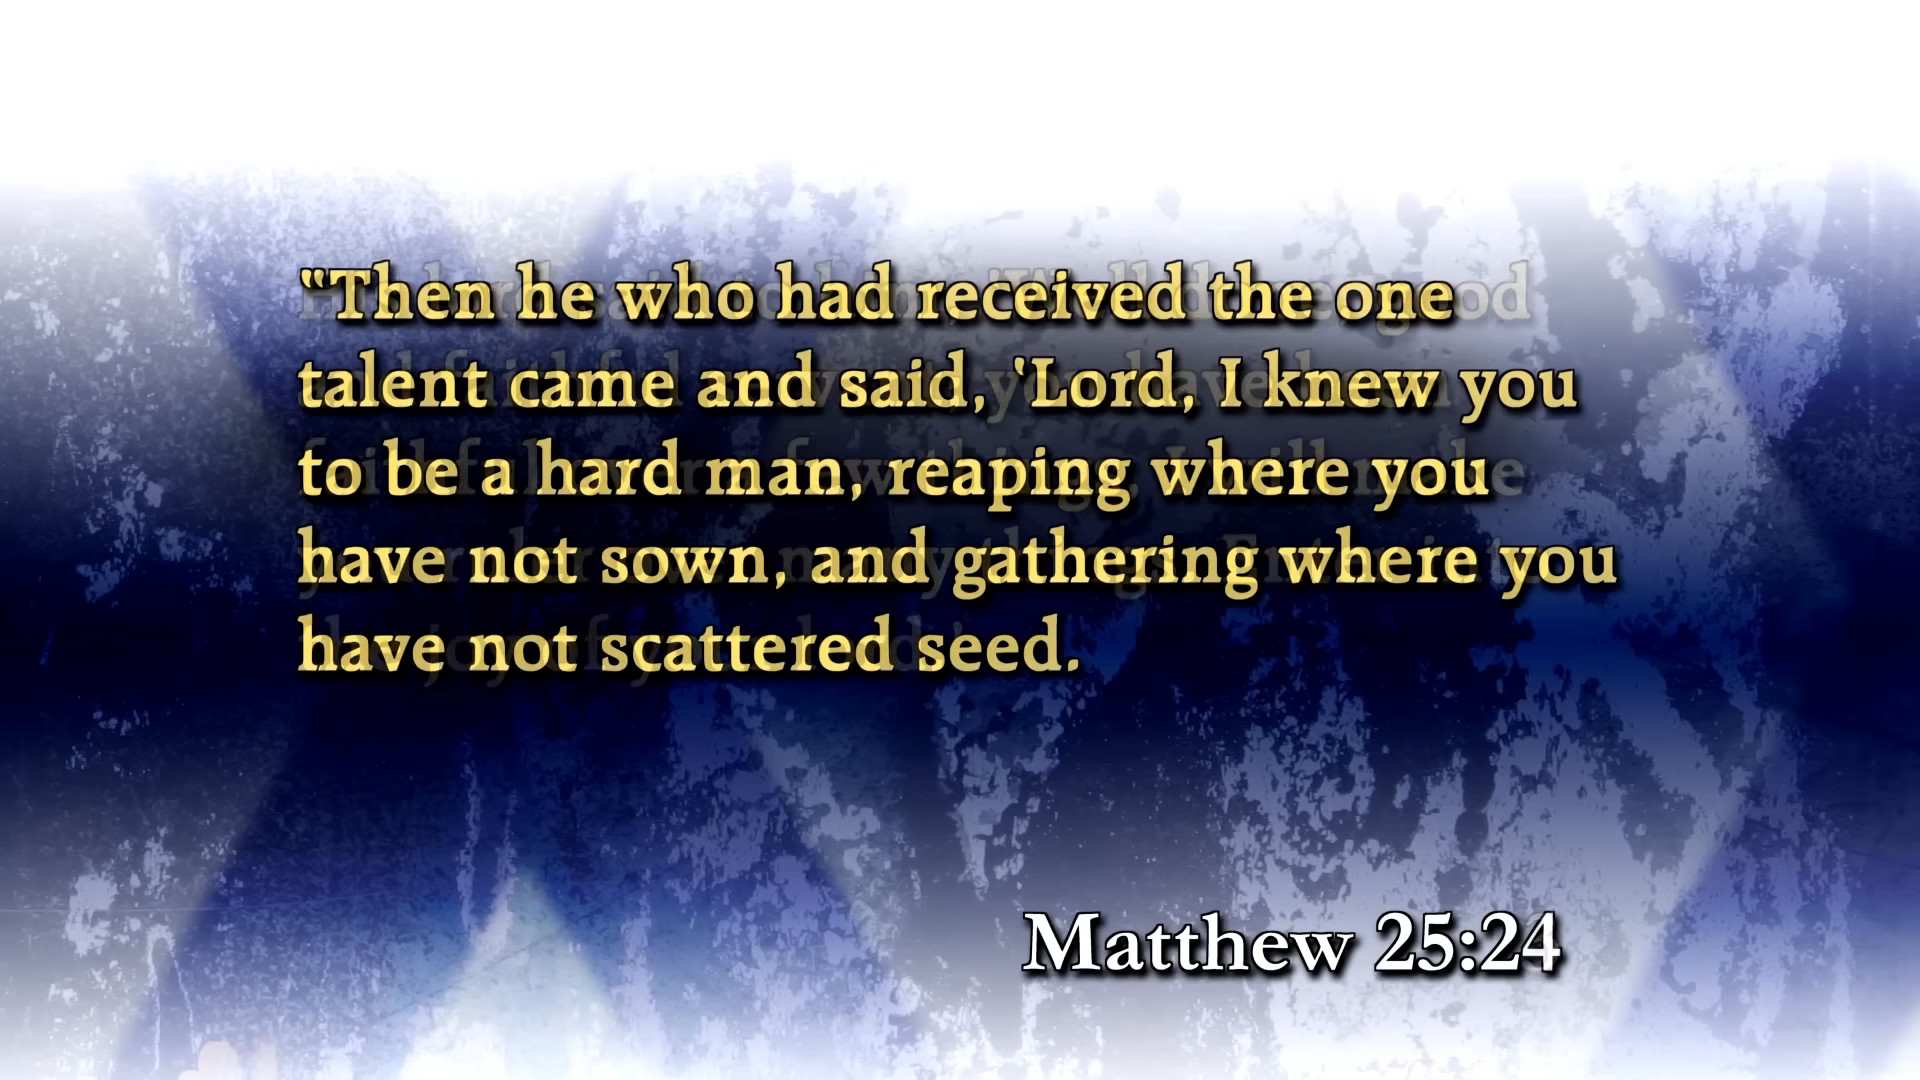 “Then he who had received the one
talent came and said, ‘Lord, I knew you
to be a hard man, reaping where you
have not sown, and gathering where you
have not scattered seed.
Matthew 25:24